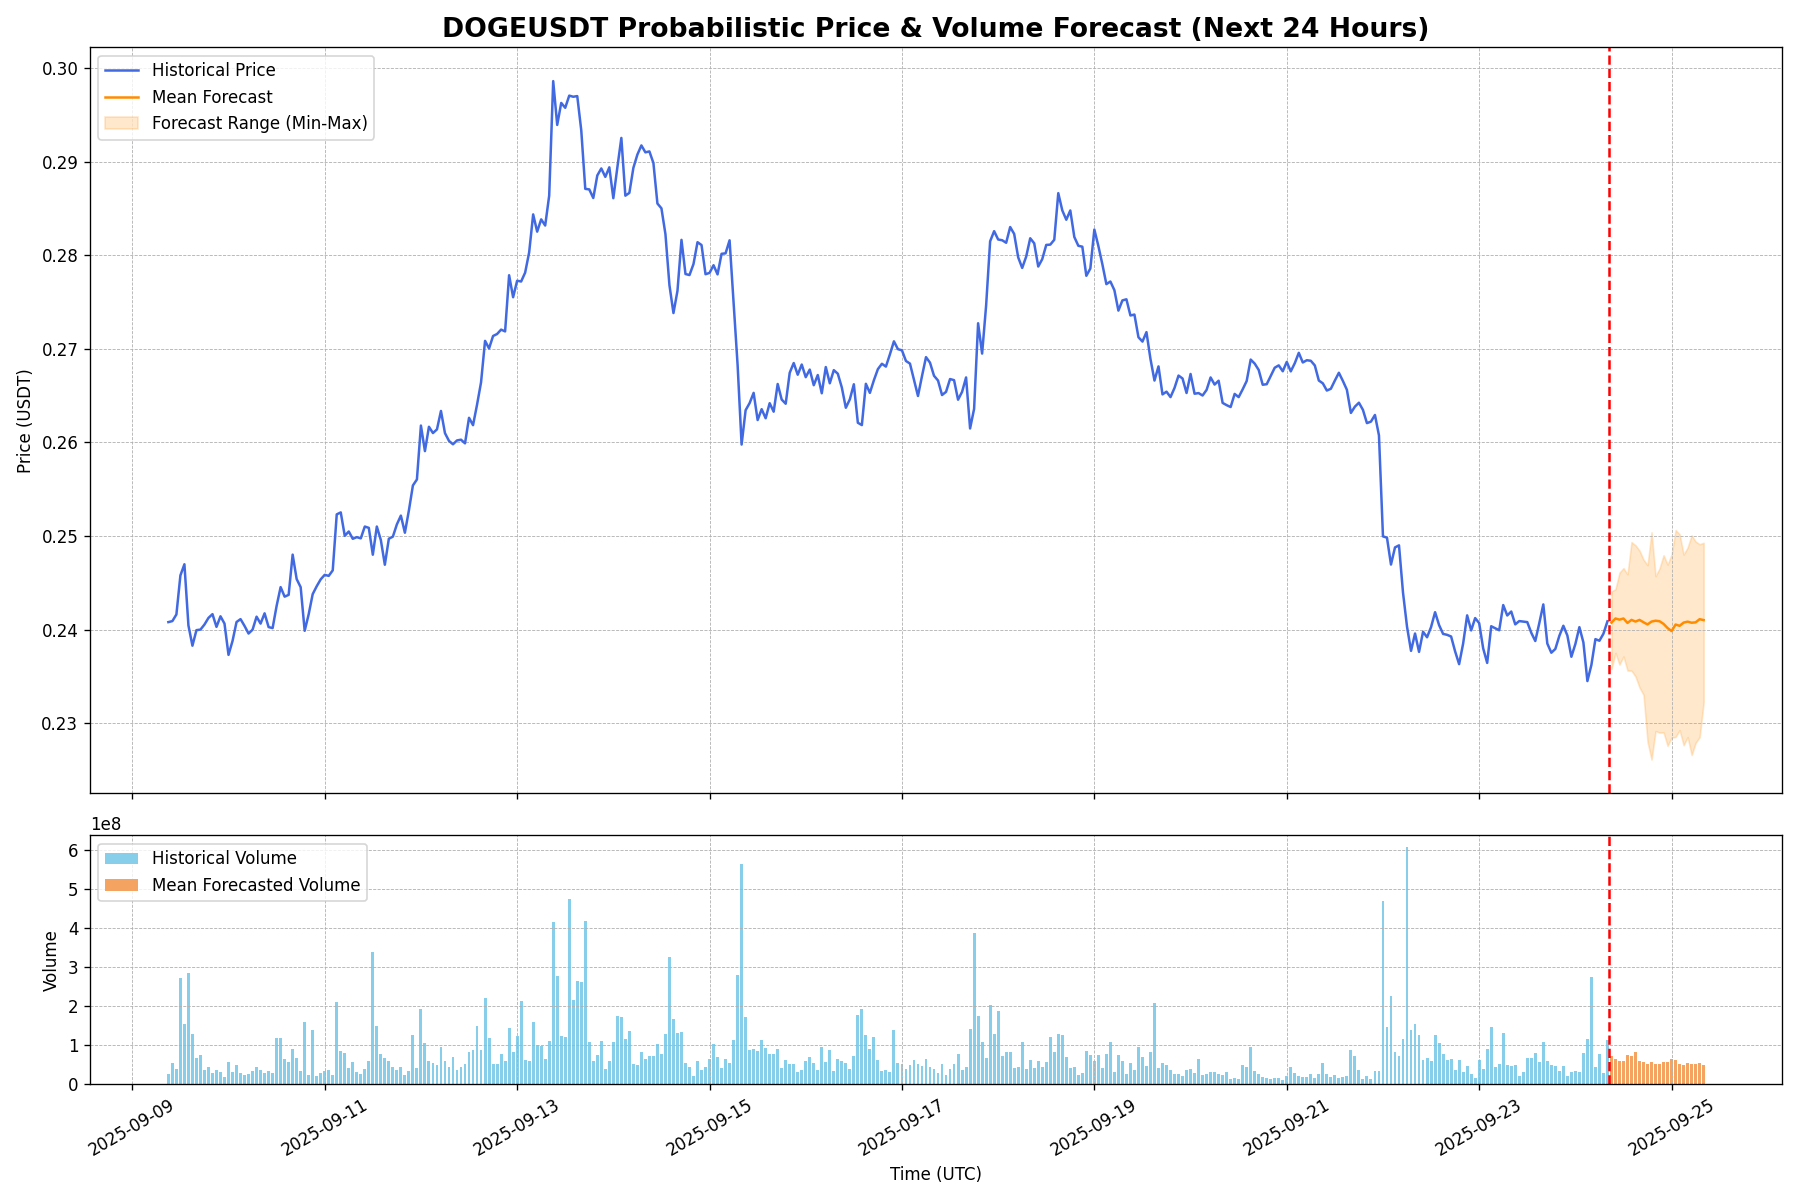 DOGEUSDT Probabilistic Price & Volume Forecast (Next 24 Hours)
Historical Price
Mean Forecast
Forecast Range (Min-Max)
0.30
0.29
0.28
0.27
0.26
0.25
0.24
0.23
Price (USDT)
1e8
Historical Volume
Mean Forecasted Volume
6
5
4
3
2
1
0
Volume
2025-09-09
2025-09-11
2025-09-13
2025-09-15
2025-09-17
2025-09-19
2025-09-21
2025-09-23
2025-09-25
Time (UTC)